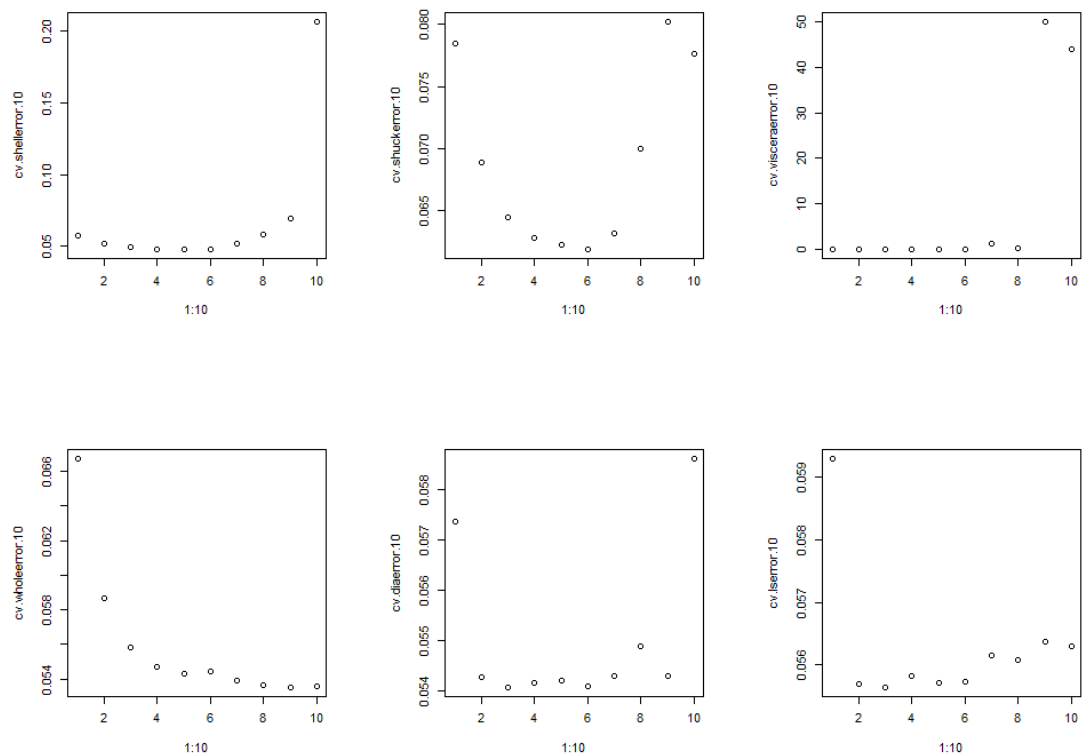 cv.shellerror.10
0.05 0.10 0.15 0.20
2 4 6 8 10
1:10
cv.shuckerror.10
0.065 0.070 0.075 0.080
2 4 6 8 10
1:10
cv.visceraerror.10
0 10 20 30 40 50
2 4 6 8 10
1:10
cv.wholeerror.10
0.054 0.058 0.062 0.066
2 4 6 8 10
1:10
cv.diaerror.10
0.054 0.055 0.056 0.057 0.058
2 4 6 8 10
1:10
cv.lserror.10
0.056 0.057 0.058 0.059
2 4 6 8 10
1:10